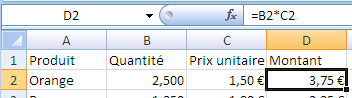 D2 fx =B2*C2
A B C D
1 Produit Quantité Prix unitaire Montant
2 Orange 2,500 1,50 € 3,75 €